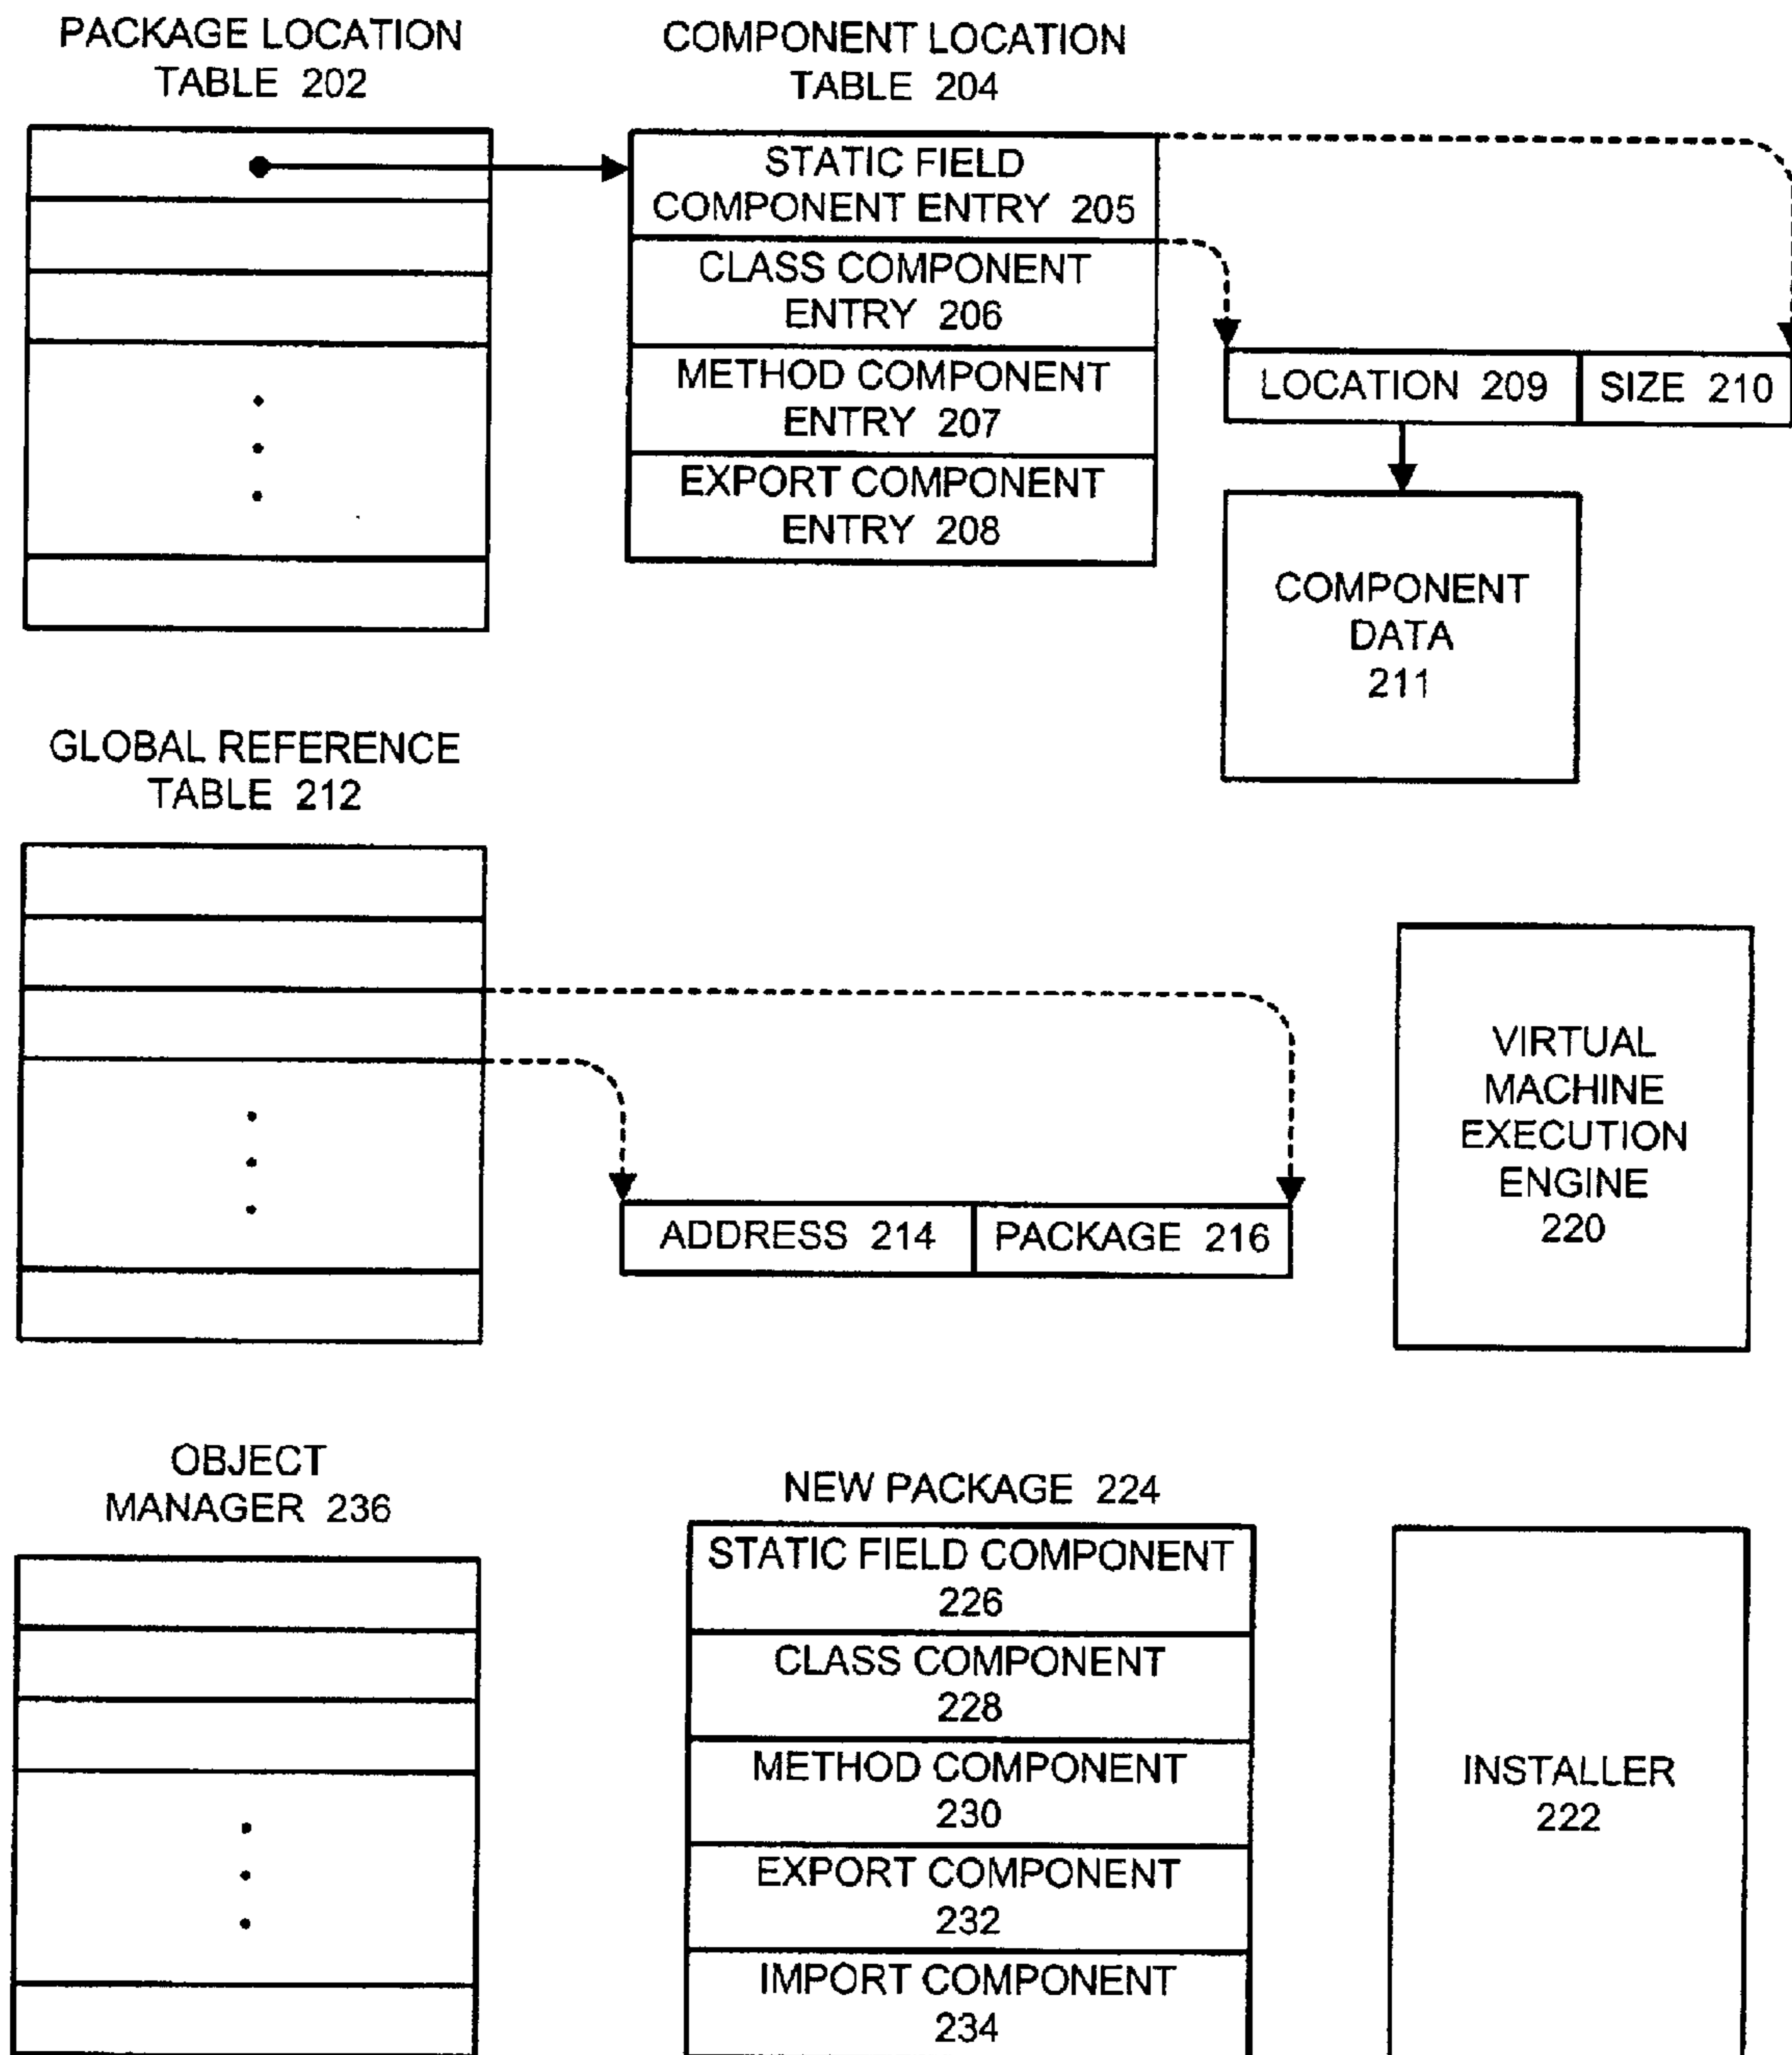 PACKAGE LOCATION
TABLE 202
COMPONENT LOCATION
TABLE 204
STATIC FIELD
COMPONENT ENTRY 205
CLASS COMPONENT
ENTRY 206
METHOD COMPONENT
ENTRY 207
EXPORT COMPONENT
ENTRY 208
LOCATION 209
SIZE 210
COMPONENT
DATA
211
GLOBAL REFERENCE
TABLE 212
ADDRESS 214
PACKAGE 216
VIRTUAL
MACHINE
EXECUTION
ENGINE
220
OBJECT
MANAGER 236
NEW PACKAGE 224
STATIC FIELD COMPONENT
226
CLASS COMPONENT
228
METHOD COMPONENT
230
EXPORT COMPONENT
232
IMPORT COMPONENT
234
INSTALLER
222